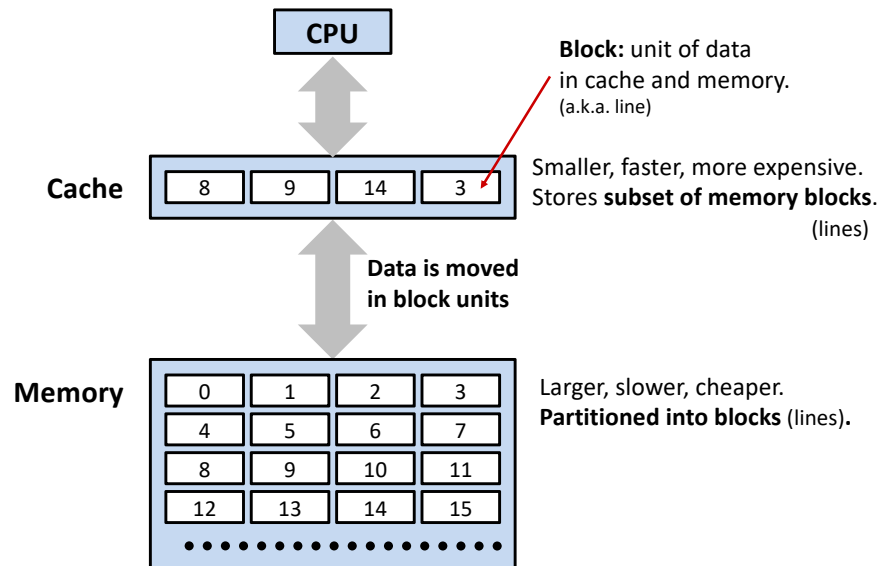 CPU
Block: unit of data
in cache and memory.
(a.k.a. line)
Cache
8 9 14 3
Smaller, faster, more expensive.
Stores subset of memory blocks.
(lines)
Data is moved
in block units
Memory
0 1 2 3
4 5 6 7
8 9 10 11
12 13 14 15
Larger, slower, cheaper.
Partitioned into blocks (lines).